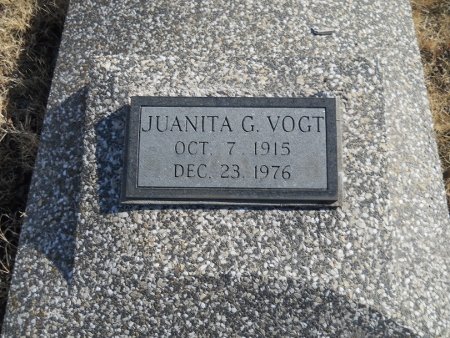 JUANITA G. VOGT
OCT. 7 1915
DEC. 23 1976